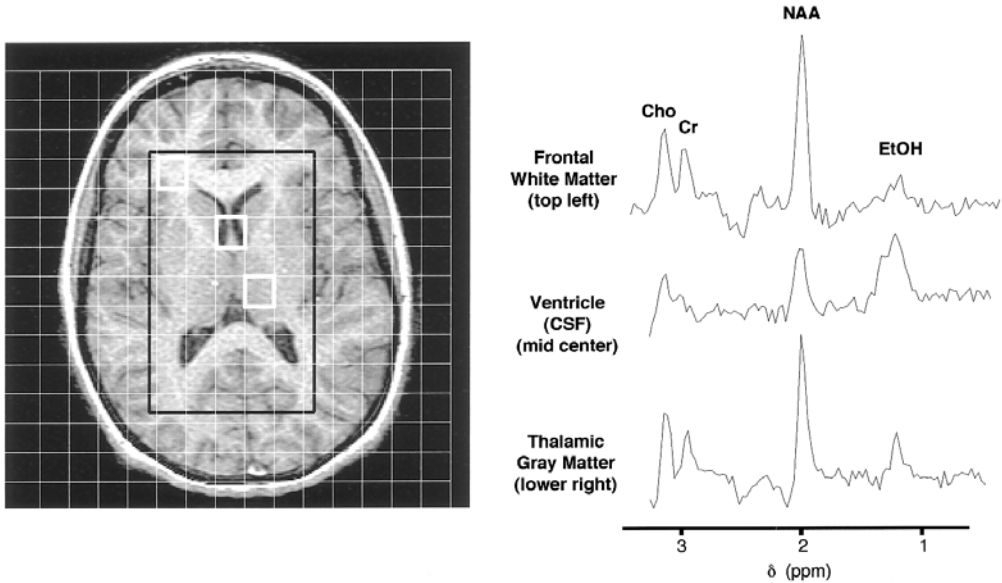 NAA
Cho
Cr
EtOH
Frontal
White Matter
(top left)
Ventricle
(CSF)
(mid center)
Thalamic
Gray Matter
(lower right)
3 2 1
δ (ppm)